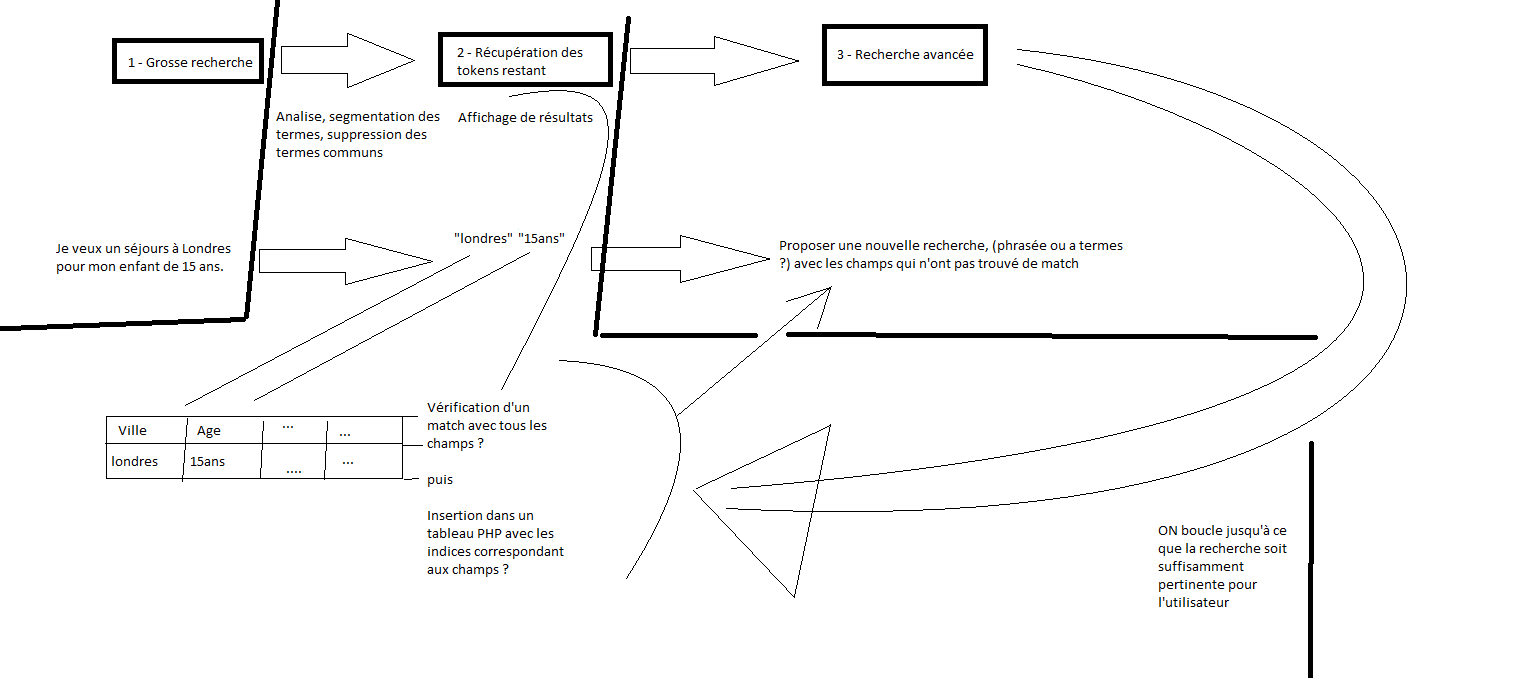 1 - Grosse recherche
2 - Récupération des
tokens restant
3 - Recherche avancée
Analise, segmentation des
termes, suppression des
termes communs
Affichage de résultats
Je veux un séjours à Londres
pour mon enfant de 15 ans.
"londres" "15ans"
Proposer une nouvelle recherche, (phrasée ou a termes
?) avec les champs qui n'ont pas trouvé de match
Ville Age ... ...
londres 15ans .... ...
Vérification d'un
match avec tous les
champs ?
puis
Insertion dans un
tableau PHP avec les
indices correspondant
aux champs ?
ON boucle jusqu'à ce
que la recherche soit
suffisamment
pertinente pour
l'utilisateur